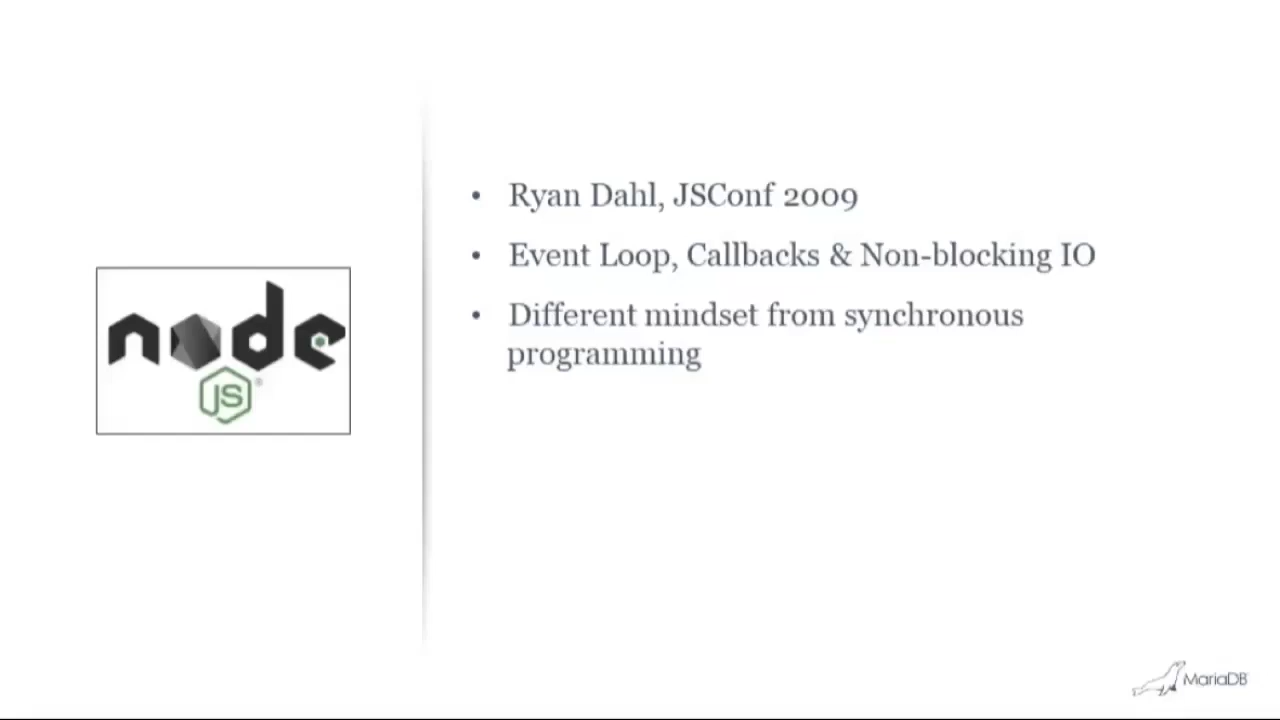 node
JS
Ryan Dahl, JSConf 2009
Event Loop, Callbacks & Non-blocking IO
Different mindset from synchronous
programming
MariaDB